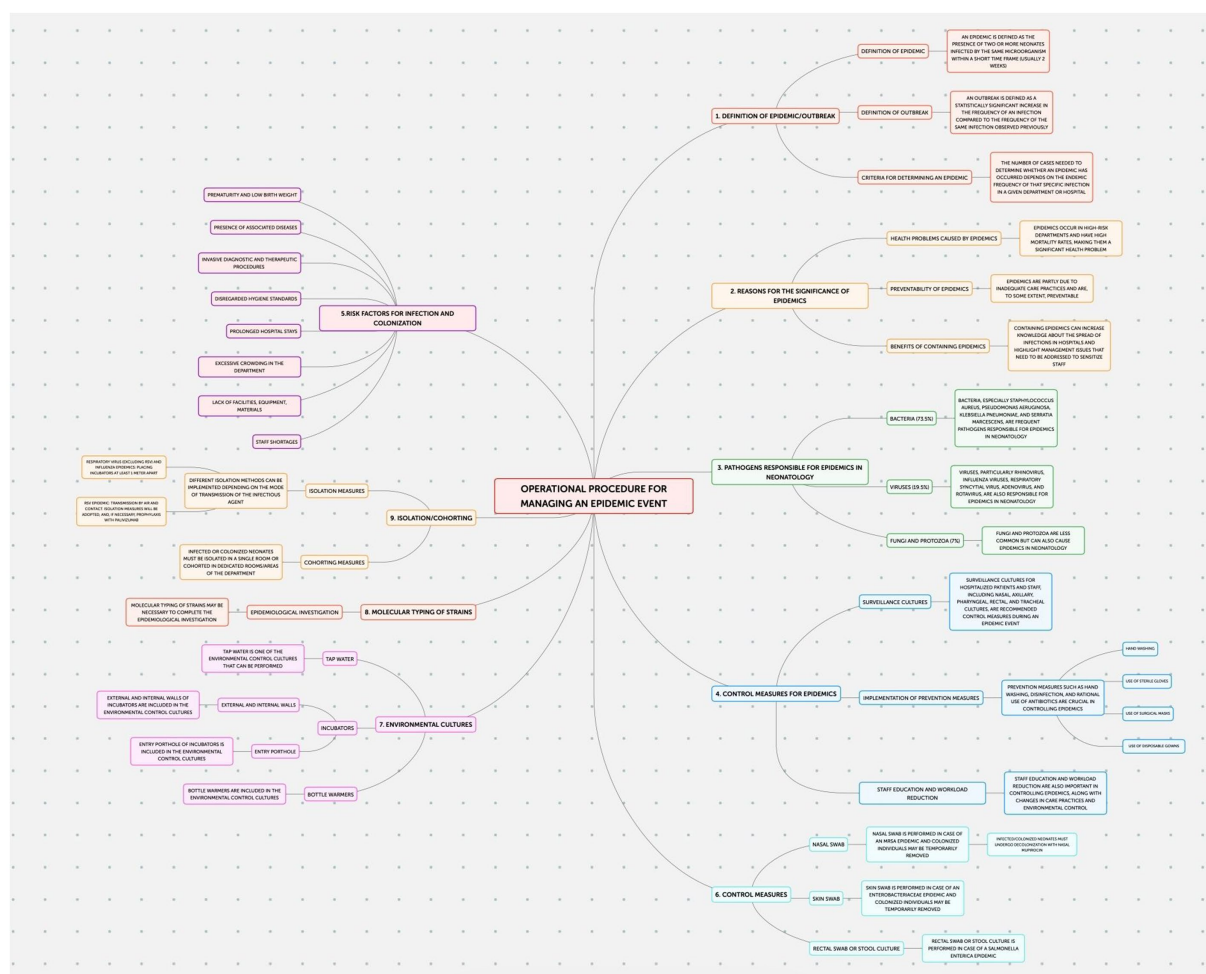 OPERATIONAL PROCEDURE FOR
MANAGING AN EPIDEMIC EVENT
1. DEFINITION OF EPIDEMIC/OUTBREAK
DEFINITION OF EPIDEMIC
AN EPIDEMIC IS DEFINED AS THE
PRESENCE OF TWO OR MORE NEONATES
INFECTED BY THE SAME MICROORGANISM
WITHIN A SHORT TIME FRAME (USUALLY 2
WEEKS)
DEFINITION OF OUTBREAK
AN OUTBREAK IS DEFINED AS A
STATISTICALLY SIGNIFICANT INCREASE IN
THE FREQUENCY OF AN INFECTION
COMPARED TO THE FREQUENCY OF THE
SAME INFECTION OBSERVED PREVIOUSLY
CRITERIA FOR DETERMINING AN EPIDEMIC
THE NUMBER OF CASES NEEDED TO
DETERMINE WHETHER AN EPIDEMIC HAS
OCCURRED DEPENDS ON THE ENDEMIC
FREQUENCY OF THAT SPECIFIC INFECTION
IN A GIVEN DEPARTMENT OR HOSPITAL
2. REASONS FOR THE SIGNIFICANCE OF
EPIDEMICS
HEALTH PROBLEMS CAUSED BY EPIDEMICS
EPIDEMICS OCCUR IN HIGH-RISK
DEPARTMENTS AND HAVE HIGH
MORTALITY RATES, MAKING THEM A
SIGNIFICANT HEALTH PROBLEM
PREVENTABILITY OF EPIDEMICS
EPIDEMICS ARE PARTLY DUE TO
INADEQUATE CARE PRACTICES AND ARE,
TO SOME EXTENT, PREVENTABLE
BENEFITS OF CONTAINING EPIDEMICS
CONTAINING EPIDEMICS CAN INCREASE
KNOWLEDGE ABOUT THE SPREAD OF
INFECTIONS IN HOSPITALS AND
HIGHLIGHT MANAGEMENT ISSUES THAT
NEED TO BE ADDRESSED TO SENSITIZE
STAFF
3. PATHOGENS RESPONSIBLE FOR EPIDEMICS IN
NEONATOLOGY
BACTERIA (73.5%)
BACTERIA, ESPECIALLY STAPHYLOCOCCUS
AUREUS, PSEUDOMONAS AERUGINOSA,
KLEBSIELLA PNEUMONIAE, AND SERRATIA
MARCESCENS, ARE FREQUENT
PATHOGENS RESPONSIBLE FOR EPIDEMICS
IN NEONATOLOGY
VIRUSES (19.5%)
VIRUSES, PARTICULARLY RHINOVIRUS,
INFLUENZA VIRUSES, RESPIRATORY
SYNCYTIAL VIRUS, ADENOVIRUS, AND
ROTAVIRUS, ARE ALSO RESPONSIBLE FOR
EPIDEMICS IN NEONATOLOGY
FUNGI AND PROTOZOA (7%)
FUNGI AND PROTOZOA ARE LESS
COMMON BUT CAN ALSO CAUSE
EPIDEMICS IN NEONATOLOGY
4. CONTROL MEASURES FOR EPIDEMICS
SURVEILLANCE CULTURES
SURVEILLANCE CULTURES FOR
HOSPITALIZED PATIENTS AND STAFF,
INCLUDING NASAL, AXILLARY,
PHARYNGEAL, RECTAL, AND TRACHEAL
CULTURES, ARE RECOMMENDED
CONTROL MEASURES DURING AN
EPIDEMIC EVENT
IMPLEMENTATION OF PREVENTION MEASURES
PREVENTION MEASURES SUCH AS HAND
WASHING, DISINFECTION, AND RATIONAL
USE OF ANTIBIOTICS ARE CRUCIAL IN
CONTROLLING EPIDEMICS
HAND WASHING
USE OF STERILE GLOVES
USE OF SURGICAL MASKS
USE OF DISPOSABLE GOWNS
STAFF EDUCATION AND WORKLOAD
REDUCTION
STAFF EDUCATION AND WORKLOAD
REDUCTION ARE ALSO IMPORTANT IN
CONTROLLING EPIDEMICS, ALONG WITH
CHANGES IN CARE PRACTICES AND
ENVIRONMENTAL CONTROL
5.RISK FACTORS FOR INFECTION AND
COLONIZATION
PREMATURITY AND LOW BIRTH WEIGHT
PRESENCE OF ASSOCIATED DISEASES
INVASIVE DIAGNOSTIC AND THERAPEUTIC
PROCEDURES
DISREGARDED HYGIENE STANDARDS
PROLONGED HOSPITAL STAYS
EXCESSIVE CROWDING IN THE
DEPARTMENT
LACK OF FACILITIES, EQUIPMENT,
MATERIALS
STAFF SHORTAGES
6. CONTROL MEASURES
NASAL SWAB
NASAL SWAB IS PERFORMED IN CASE OF
AN MRSA EPIDEMIC AND COLONIZED
INDIVIDUALS MAY BE TEMPORARILY
REMOVED
INFECTED/COLONIZED NEONATES MUST
UNDERGO DECOLONIZATION WITH NASAL
MUPIROCIN
SKIN SWAB
SKIN SWAB IS PERFORMED IN CASE OF AN
ENTEROBACTERIACEAE EPIDEMIC AND
COLONIZED INDIVIDUALS MAY BE
TEMPORARILY REMOVED
RECTAL SWAB OR STOOL CULTURE
RECTAL SWAB OR STOOL CULTURE IS
PERFORMED IN CASE OF A SALMONELLA
ENTERICA EPIDEMIC
7. ENVIRONMENTAL CULTURES
TAP WATER
TAP WATER IS ONE OF THE
ENVIRONMENTAL CONTROL CULTURES
THAT CAN BE PERFORMED
INCUBATORS
EXTERNAL AND INTERNAL WALLS
EXTERNAL AND INTERNAL WALLS OF
INCUBATORS ARE INCLUDED IN THE
ENVIRONMENTAL CONTROL CULTURES
ENTRY PORTHOLE
ENTRY PORTHOLE OF INCUBATORS IS
INCLUDED IN THE ENVIRONMENTAL
CONTROL CULTURES
BOTTLE WARMERS
BOTTLE WARMERS ARE INCLUDED IN THE
ENVIRONMENTAL CONTROL CULTURES
8. MOLECULAR TYPING OF STRAINS
EPIDEMIOLOGICAL INVESTIGATION
MOLECULAR TYPING OF STRAINS MAY BE
NECESSARY TO COMPLETE THE
EPIDEMIOLOGICAL INVESTIGATION
9. ISOLATION/COHORTING
ISOLATION MEASURES
DIFFERENT ISOLATION METHODS CAN BE
IMPLEMENTED DEPENDING ON THE MODE
OF TRANSMISSION OF THE INFECTIOUS
AGENT
RESPIRATORY VIRUS (EXCLUDING RSV) AND
INFLUENZA EPIDEMICS: PLACING
INCUBATORS AT LEAST 1 METER APART
RSV EPIDEMIC: TRANSMISSION BY AIR AND
CONTACT. ISOLATION MEASURES WILL BE
ADOPTED, AND, IF NECESSARY, PROPHYLAXIS
WITH PALIVIZUMAB
COHORTING MEASURES
INFECTED OR COLONIZED NEONATES
MUST BE ISOLATED IN A SINGLE ROOM OR
COHORTED IN DEDICATED ROOMS/AREAS
OF THE DEPARTMENT